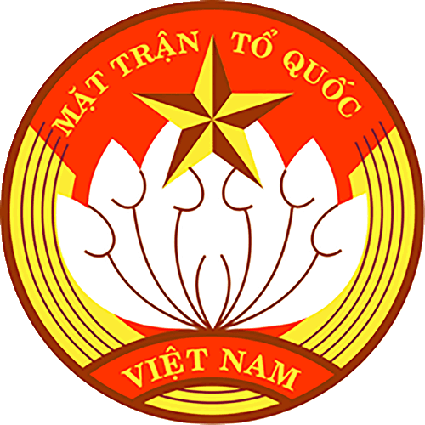 MẶT TRẬN TỔ QUỐC
VIỆT NAM